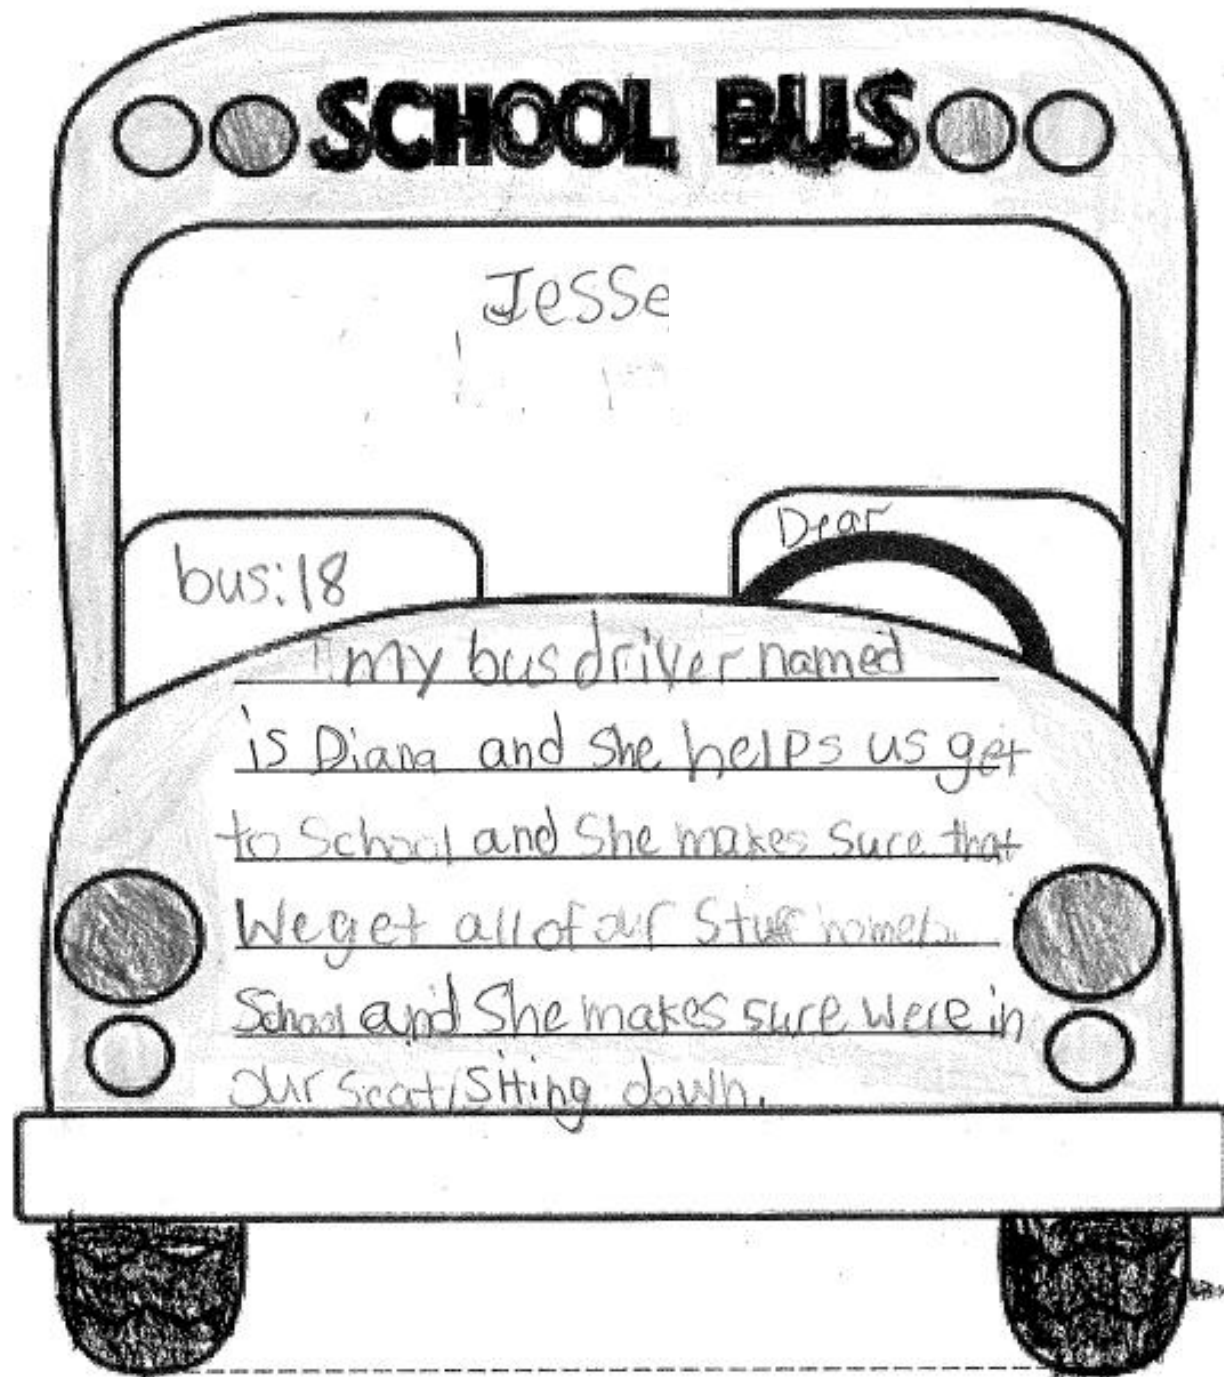 SCHOOL BUS
Jesse
Dear
bus:18
my bus driver named
is Diana and she helps us get
to School and She makes Sure that
We get all of our Stuff home
School and She makes sure were in
our seat siting down.